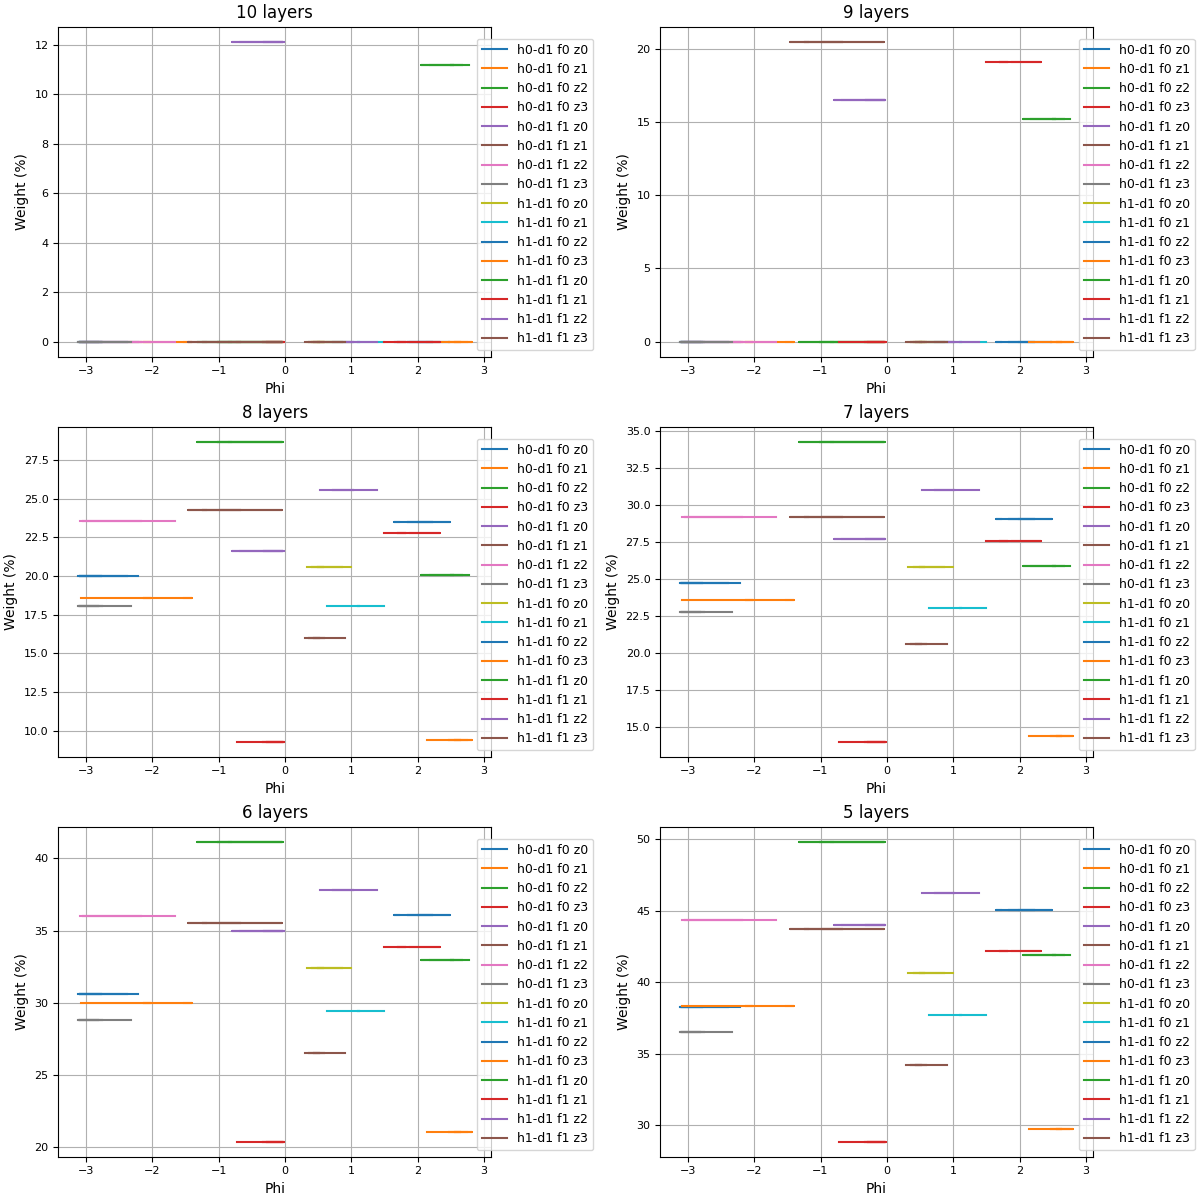 10 layers
12
10
8
6
4
2
0
Weight (%)
−3 −2 −1 0 1 2 3
Phi
h0-d1 f0 z0
h0-d1 f0 z1
h0-d1 f0 z2
h0-d1 f0 z3
h0-d1 f1 z0
h0-d1 f1 z1
h0-d1 f1 z2
h0-d1 f1 z3
h1-d1 f0 z0
h1-d1 f0 z1
h1-d1 f0 z2
h1-d1 f0 z3
h1-d1 f1 z0
h1-d1 f1 z1
h1-d1 f1 z2
h1-d1 f1 z3
9 layers
20
15
10
5
0
Weight (%)
−3 −2 −1 0 1 2 3
Phi
h0-d1 f0 z0
h0-d1 f0 z1
h0-d1 f0 z2
h0-d1 f0 z3
h0-d1 f1 z0
h0-d1 f1 z1
h0-d1 f1 z2
h0-d1 f1 z3
h1-d1 f0 z0
h1-d1 f0 z1
h1-d1 f0 z2
h1-d1 f0 z3
h1-d1 f1 z0
h1-d1 f1 z1
h1-d1 f1 z2
h1-d1 f1 z3
8 layers
27.5
25.0
22.5
20.0
17.5
15.0
12.5
10.0
Weight (%)
−3 −2 −1 0 1 2 3
Phi
h0-d1 f0 z0
h0-d1 f0 z1
h0-d1 f0 z2
h0-d1 f0 z3
h0-d1 f1 z0
h0-d1 f1 z1
h0-d1 f1 z2
h0-d1 f1 z3
h1-d1 f0 z0
h1-d1 f0 z1
h1-d1 f0 z2
h1-d1 f0 z3
h1-d1 f1 z0
h1-d1 f1 z1
h1-d1 f1 z2
h1-d1 f1 z3
7 layers
35.0
32.5
30.0
27.5
25.0
22.5
20.0
17.5
15.0
Weight (%)
−3 −2 −1 0 1 2 3
Phi
h0-d1 f0 z0
h0-d1 f0 z1
h0-d1 f0 z2
h0-d1 f0 z3
h0-d1 f1 z0
h0-d1 f1 z1
h0-d1 f1 z2
h0-d1 f1 z3
h1-d1 f0 z0
h1-d1 f0 z1
h1-d1 f0 z2
h1-d1 f0 z3
h1-d1 f1 z0
h1-d1 f1 z1
h1-d1 f1 z2
h1-d1 f1 z3
6 layers
40
35
30
25
20
Weight (%)
−3 −2 −1 0 1 2 3
Phi
h0-d1 f0 z0
h0-d1 f0 z1
h0-d1 f0 z2
h0-d1 f0 z3
h0-d1 f1 z0
h0-d1 f1 z1
h0-d1 f1 z2
h0-d1 f1 z3
h1-d1 f0 z0
h1-d1 f0 z1
h1-d1 f0 z2
h1-d1 f0 z3
h1-d1 f1 z0
h1-d1 f1 z1
h1-d1 f1 z2
h1-d1 f1 z3
5 layers
50
45
40
35
30
Weight (%)
−3 −2 −1 0 1 2 3
Phi
h0-d1 f0 z0
h0-d1 f0 z1
h0-d1 f0 z2
h0-d1 f0 z3
h0-d1 f1 z0
h0-d1 f1 z1
h0-d1 f1 z2
h0-d1 f1 z3
h1-d1 f0 z0
h1-d1 f0 z1
h1-d1 f0 z2
h1-d1 f0 z3
h1-d1 f1 z0
h1-d1 f1 z1
h1-d1 f1 z2
h1-d1 f1 z3